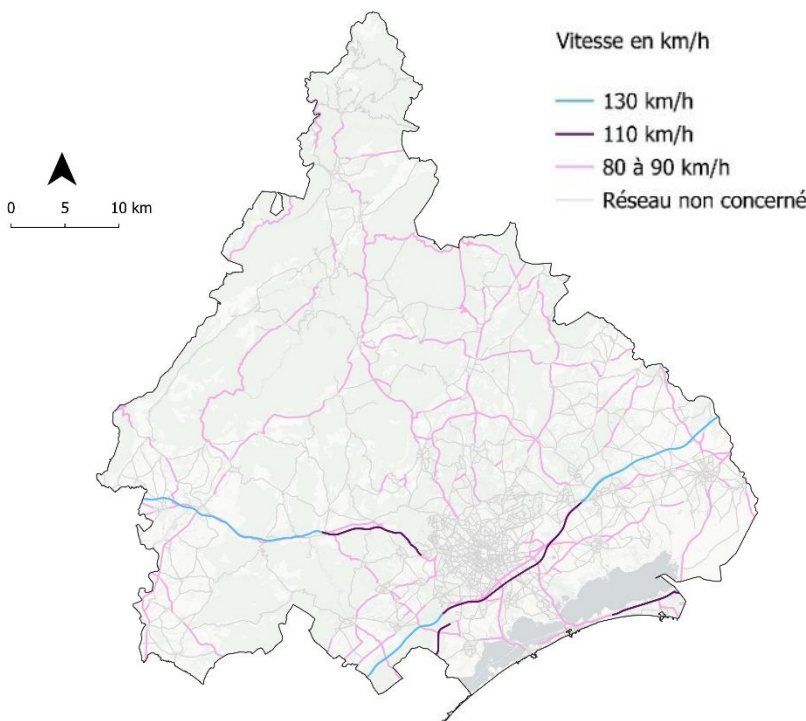 Vitesse en km/h
130 km/h
110 km/h
80 à 90 km/h
Réseau non concerné
0 5 10 km